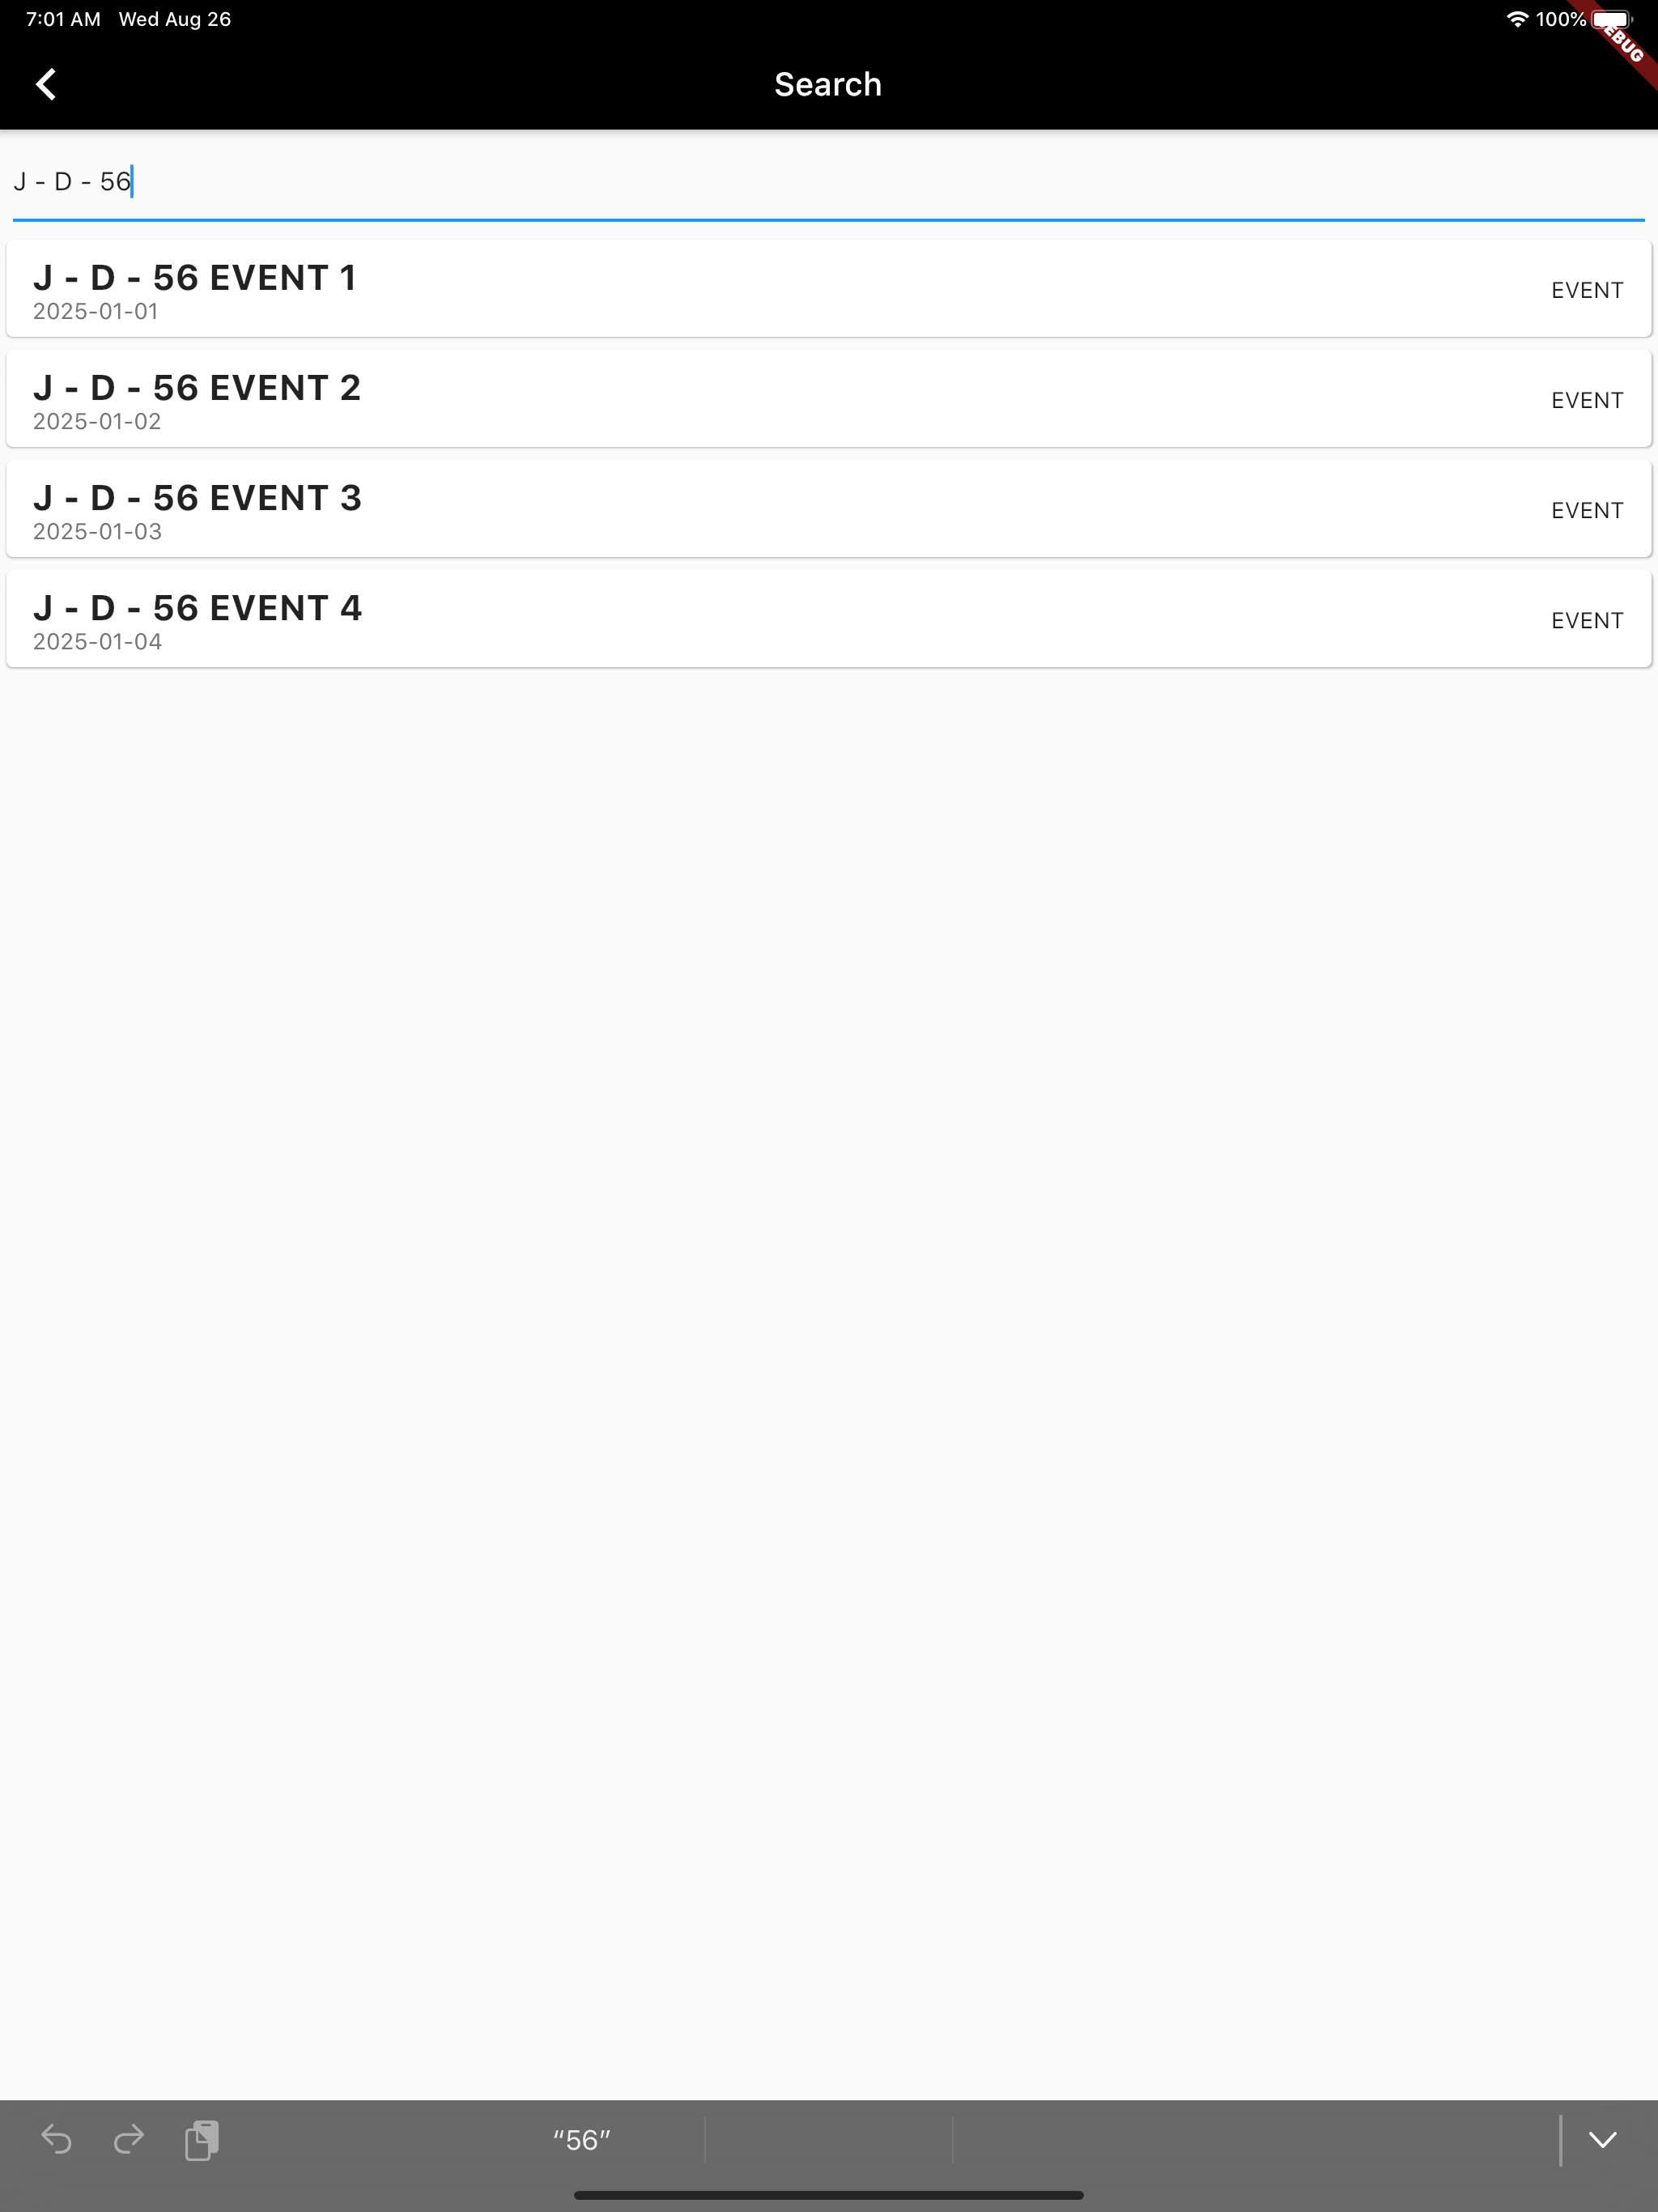 7:01 AM Wed Aug 26 100%
DEBUG
Search
J - D - 56
J - D - 56 EVENT 1
2025-01-01
EVENT
J - D - 56 EVENT 2
2025-01-02
EVENT
J - D - 56 EVENT 3
2025-01-03
EVENT
J - D - 56 EVENT 4
2025-01-04
EVENT
“56”